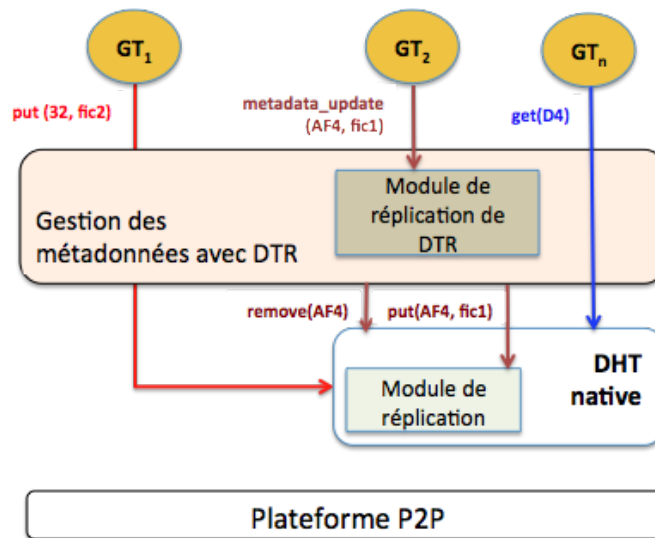 GT1
GT2
GTn
put (32, fic2)
metadata_update
(AF4, fic1)
get(D4)
Module de
réplication de
DTR
Gestion des
métadonnées avec DTR
remove(AF4)
put(AF4, fic1)
DHT
native
Module de
réplication
Plateforme P2P